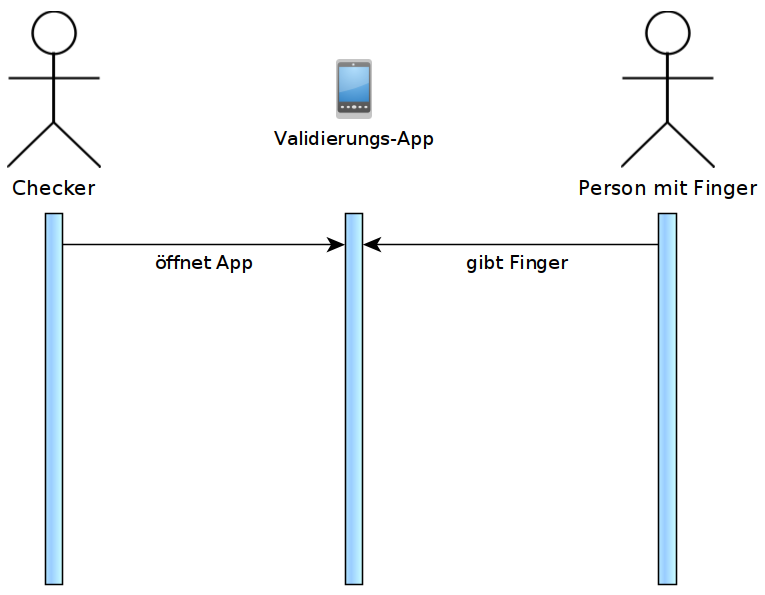 Validierungs-App
Checker
Person mit Finger
öffnet App
gibt Finger